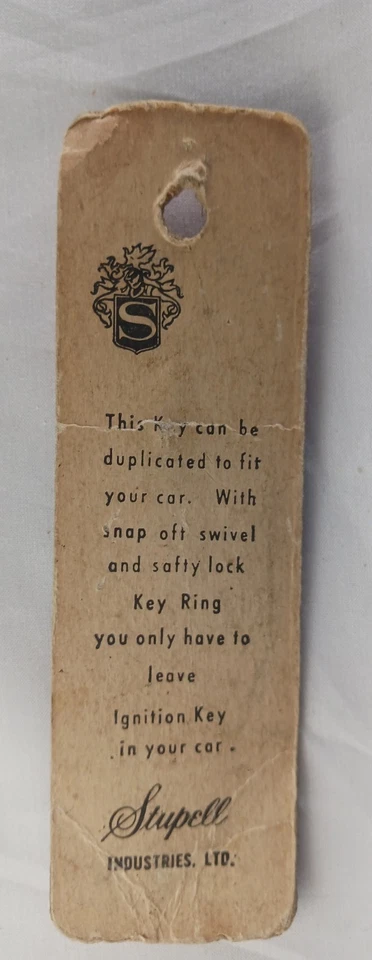 S
This Key can be
duplicated to fit
your car. With
snap oft swivel
and safty lock
Key Ring
you only have to
leave
Ignition Key
in your car.
Stupell
INDUSTRIES, LTD.